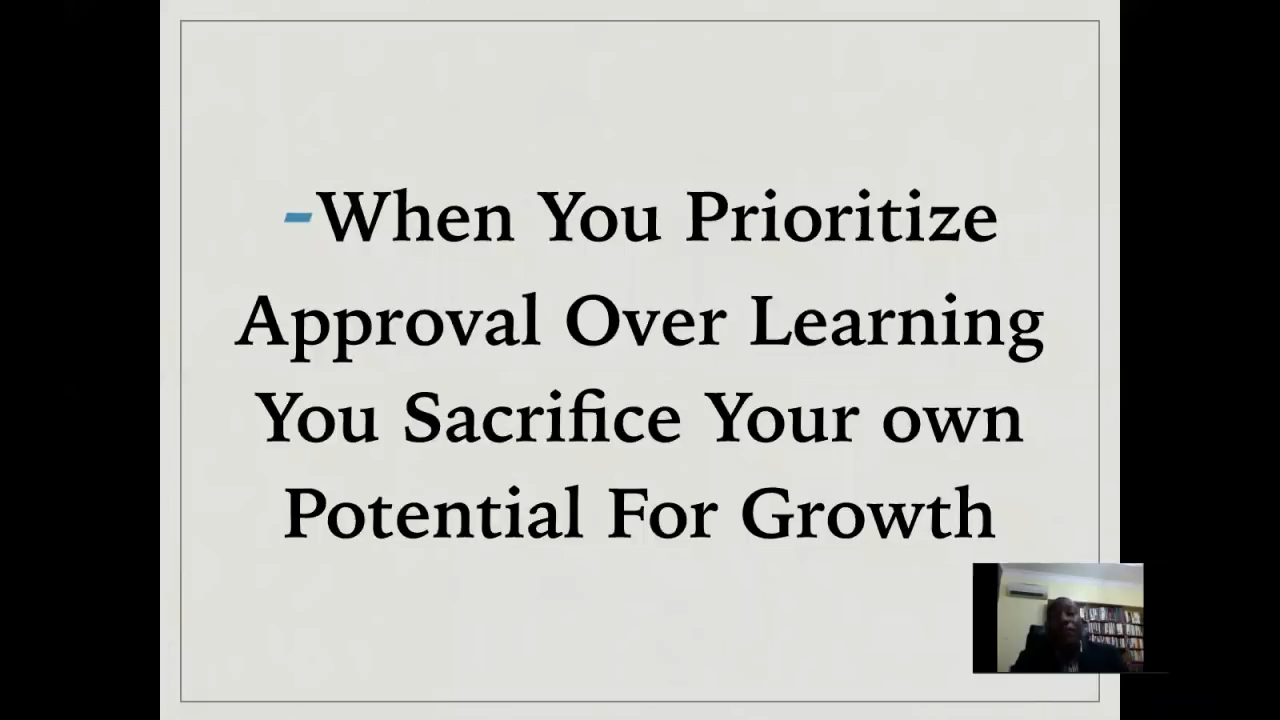 -When You Prioritize
Approval Over Learning
You Sacrifice Your own
Potential For Growth